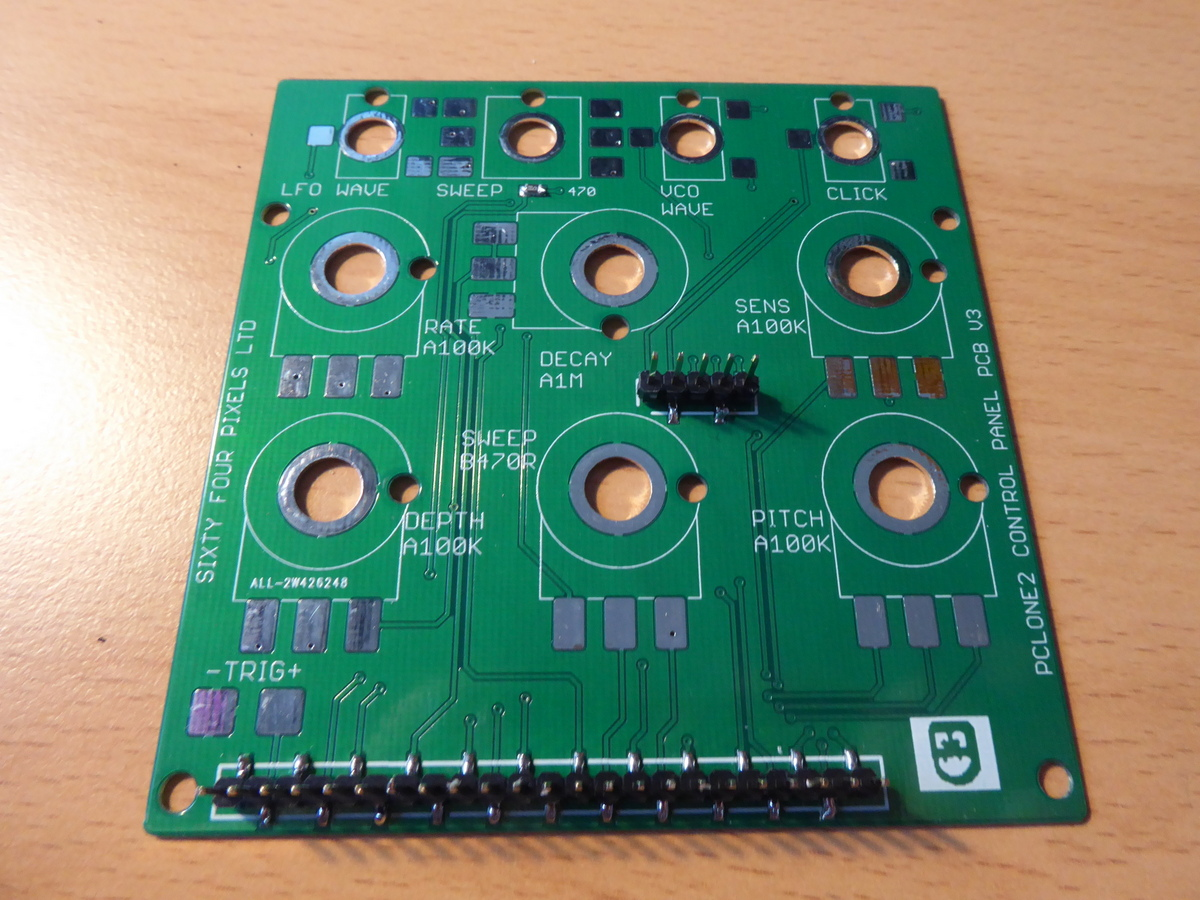 LFO WAVE
SWEEP
470
VCO
WAVE
CLICK
RATE
A100K
DECAY
A1M
SENS
A100K
SWEEP
B470R
DEPTH
A100K
PITCH
A100K
ALL-2W426248
-TRIG+
SIXTY FOUR PIXELS LTD
PCLONE2 CONTROL PANEL PCB V3